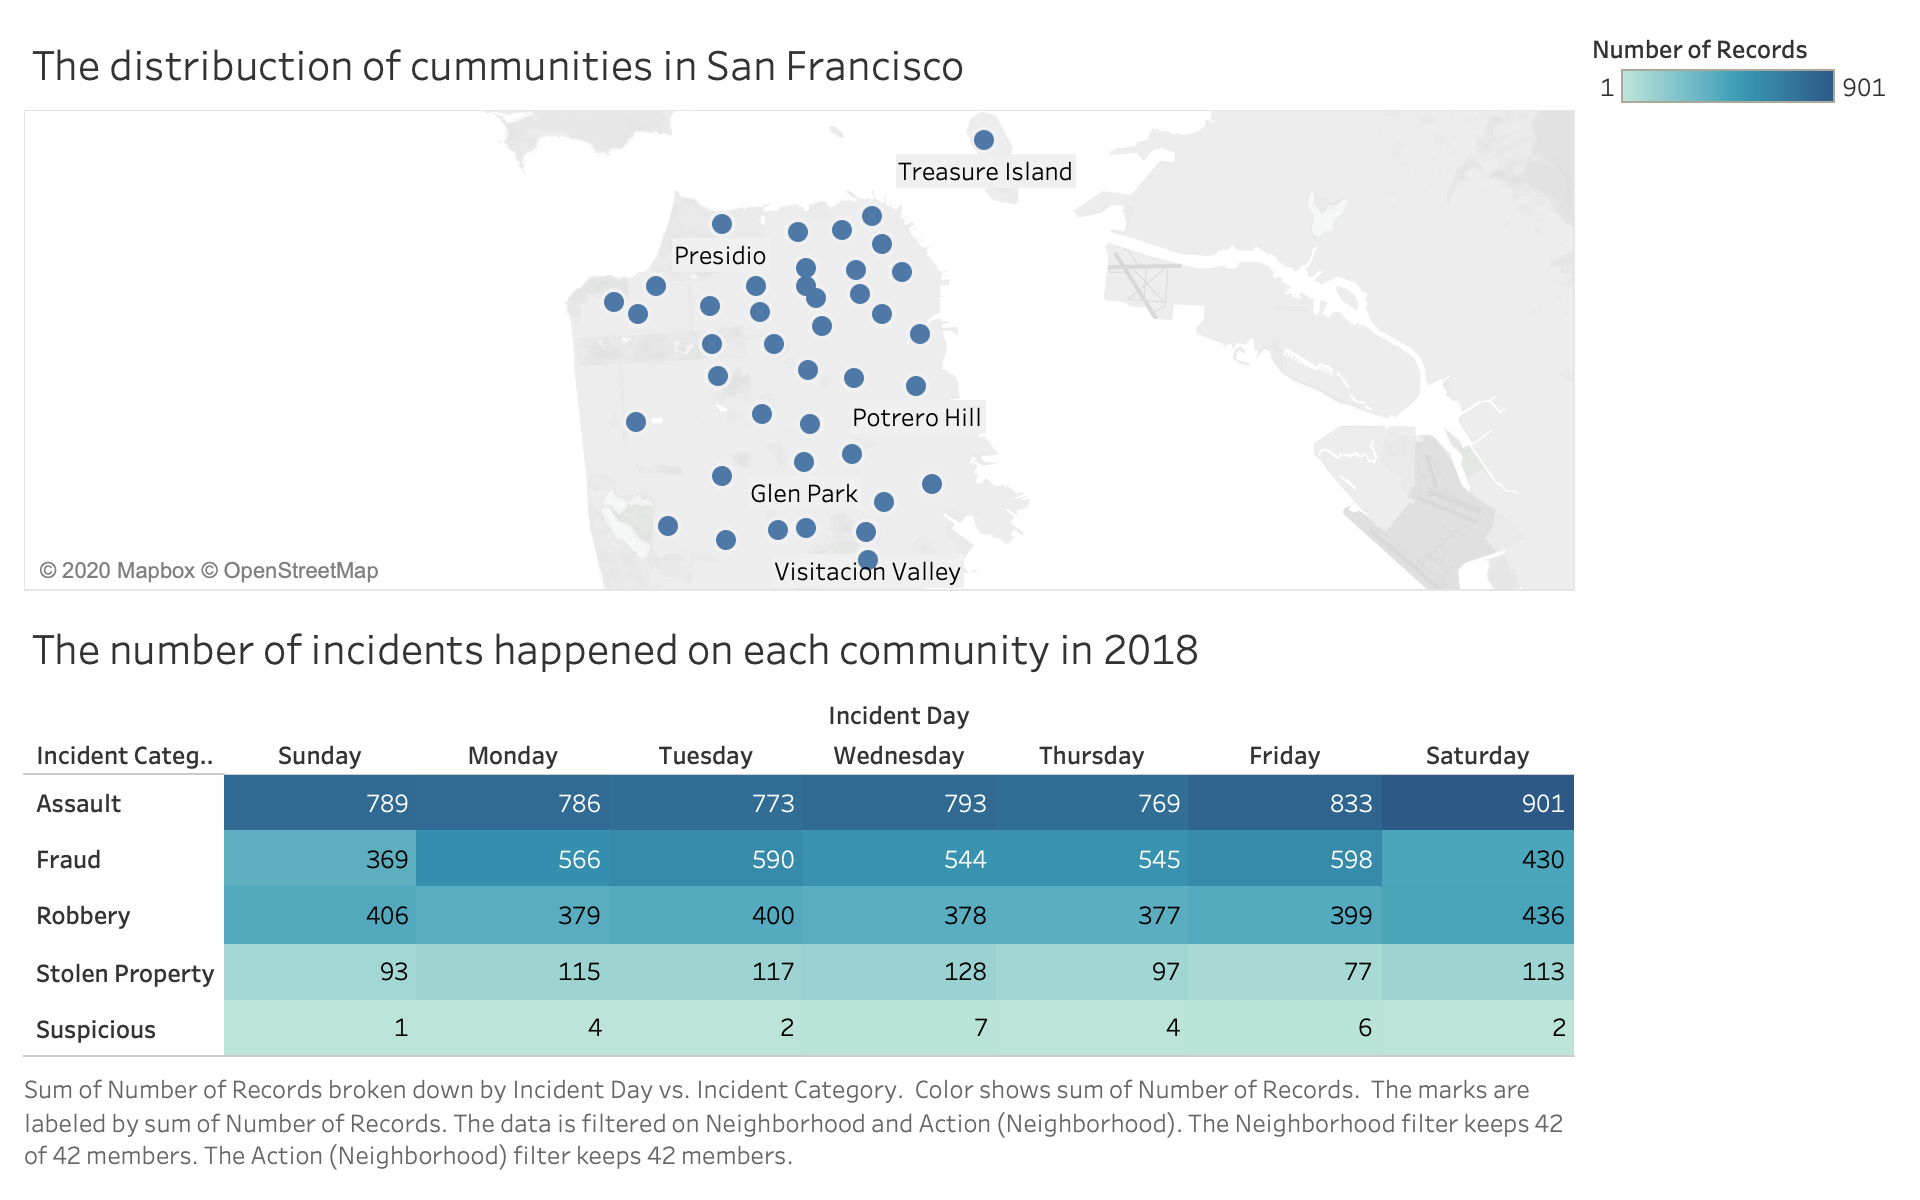 The distribuction of cummunities in San Francisco
Number of Records
1 901
Treasure Island
Presidio
Potrero Hill
Glen Park
Visitacion Valley
© 2020 Mapbox © OpenStreetMap
The number of incidents happened on each community in 2018
Incident Day
Incident Categ.. Sunday Monday Tuesday Wednesday Thursday Friday Saturday
Assault 789 786 773 793 769 833 901
Fraud 369 566 590 544 545 598 430
Robbery 406 379 400 378 377 399 436
Stolen Property 93 115 117 128 97 77 113
Suspicious 1 4 2 7 4 6 2
Sum of Number of Records broken down by Incident Day vs. Incident Category.  Color shows sum of Number of Records.  The marks are
labeled by sum of Number of Records. The data is filtered on Neighborhood and Action (Neighborhood). The Neighborhood filter keeps 42
of 42 members. The Action (Neighborhood) filter keeps 42 members.